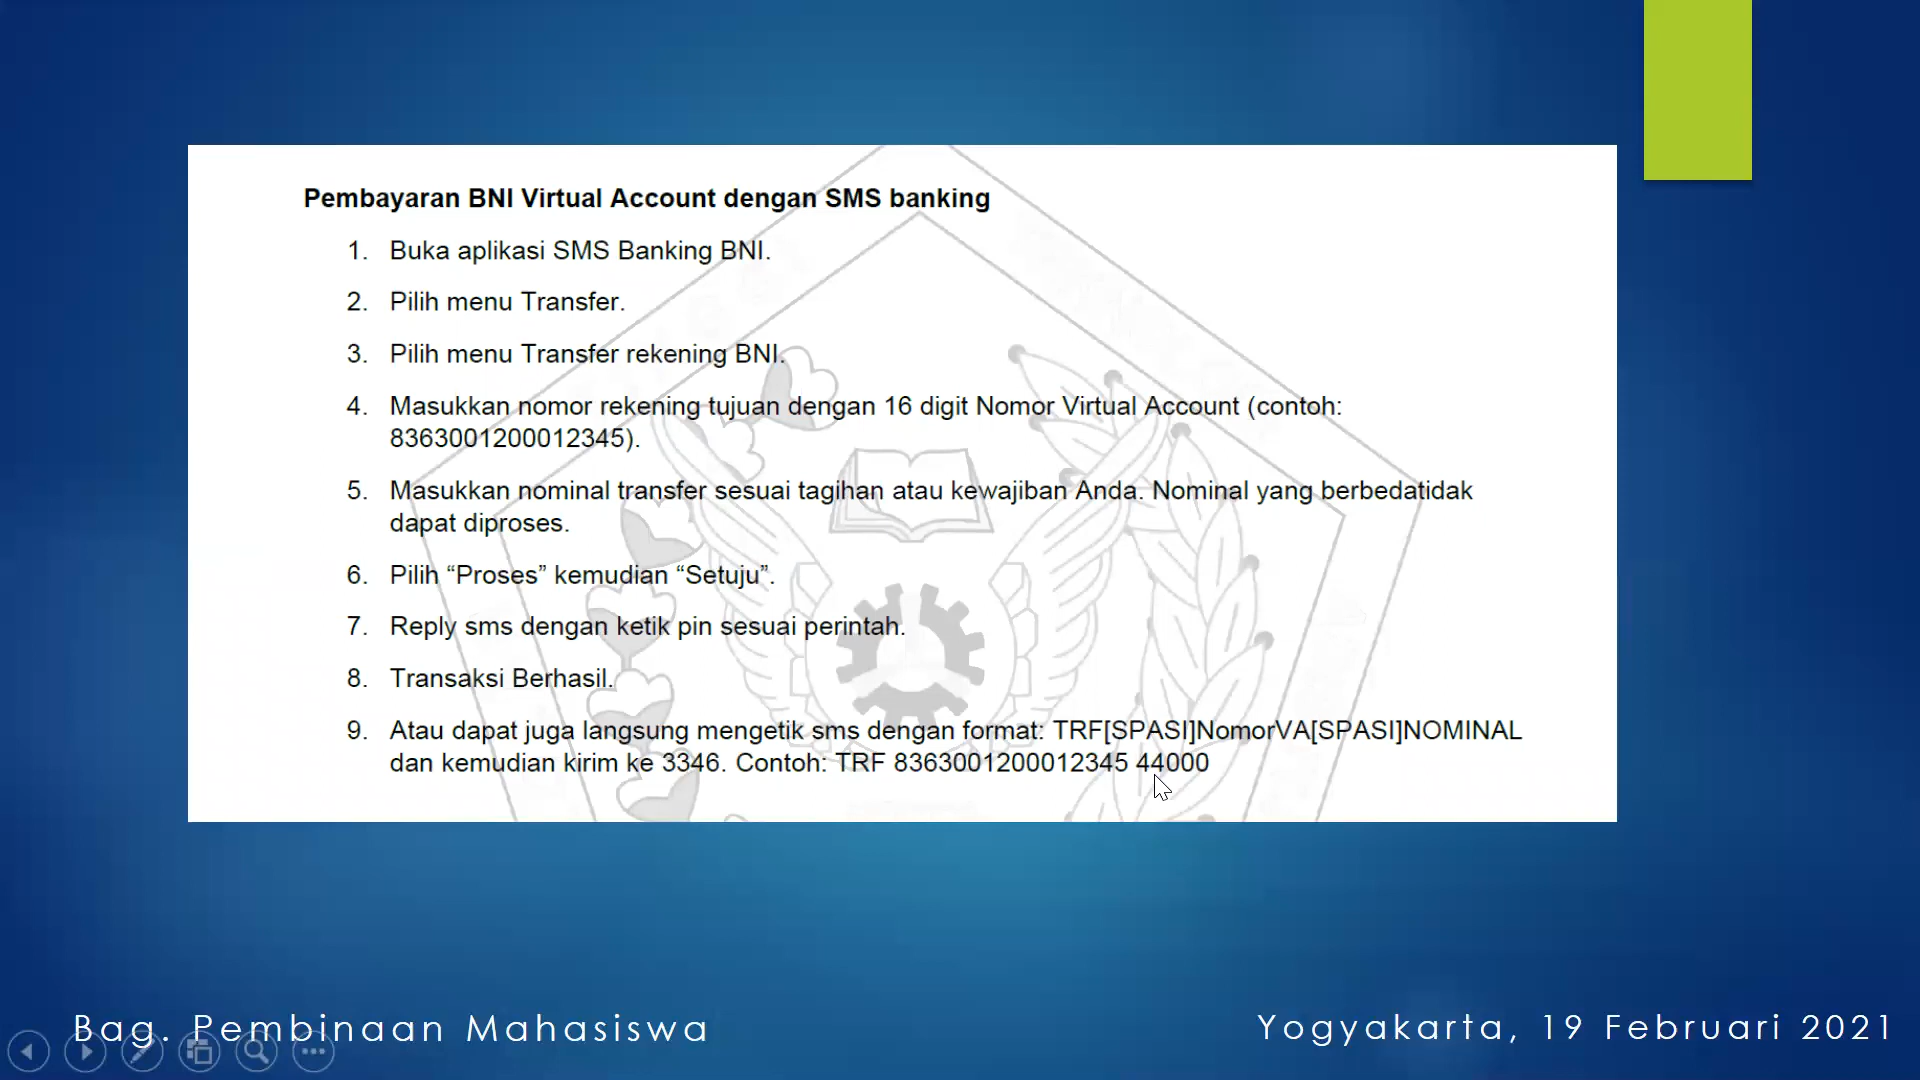 Pembayaran BNI Virtual Account dengan SMS banking
1. Buka aplikasi SMS Banking BNI.
2. Pilih menu Transfer.
3. Pilih menu Transfer rekening BNI.
4. Masukkan nomor rekening tujuan dengan 16 digit Nomor Virtual Account (contoh:
8363001200012345).
5. Masukkan nominal transfer sesuai tagihan atau kewajiban Anda. Nominal yang berbedatidak
dapat diproses.
6. Pilih “Proses” kemudian “Setuju”.
7. Reply sms dengan ketik pin sesuai perintah.
8. Transaksi Berhasil.
9. Atau dapat juga langsung mengetik sms dengan format: TRF[SPASI]NomorVA[SPASI]NOMINAL
dan kemudian kirim ke 3346. Contoh: TRF 8363001200012345 44000
Bag. Pembinaan Mahasiswa
Yogyakarta, 19 Februari 2021